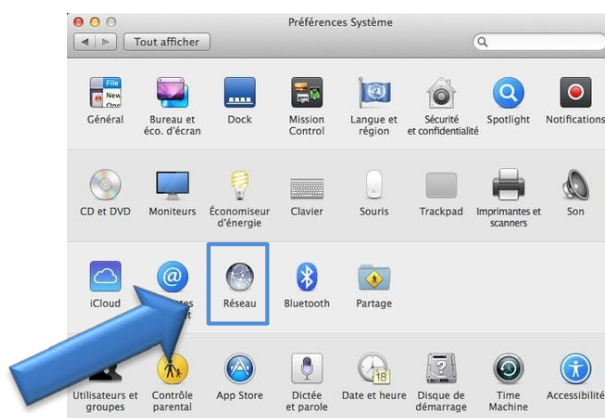 Préférences Système
Tout afficher
Général
Bureau et
éco. d'écran
Dock
Mission
Control
Langue et
région
Sécurité
et confidentialité
Spotlight
Notifications
CD et DVD
Moniteurs
Économiseur
d'énergie
Clavier
Souris
Trackpad
Imprimantes et
scanners
Son
iCloud
Réseau
Bluetooth
Partage
Utilisateurs et
groupes
Contrôle
parental
App Store
Dictée
et parole
Date et heure
Disque de
démarrage
Time
Machine
Accessibilité